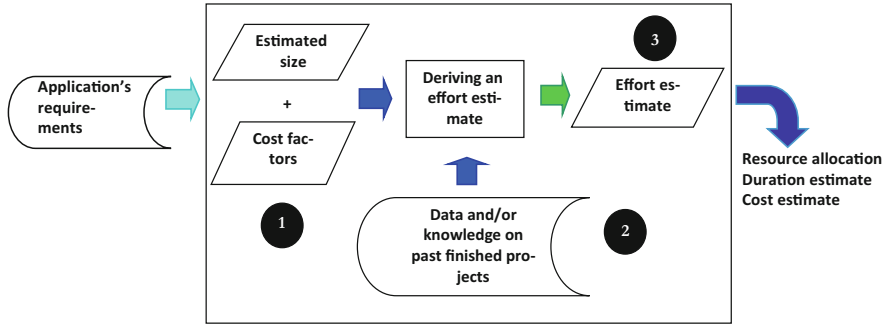 Application's
require-
ments
Estimated
size
+
Cost fac-
tors
1
Deriving an
effort esti-
mate
Data and/or
knowledge on
past finished pro-
jects
2
3
Effort es-
timate
Resource allocation
Duration estimate
Cost estimate